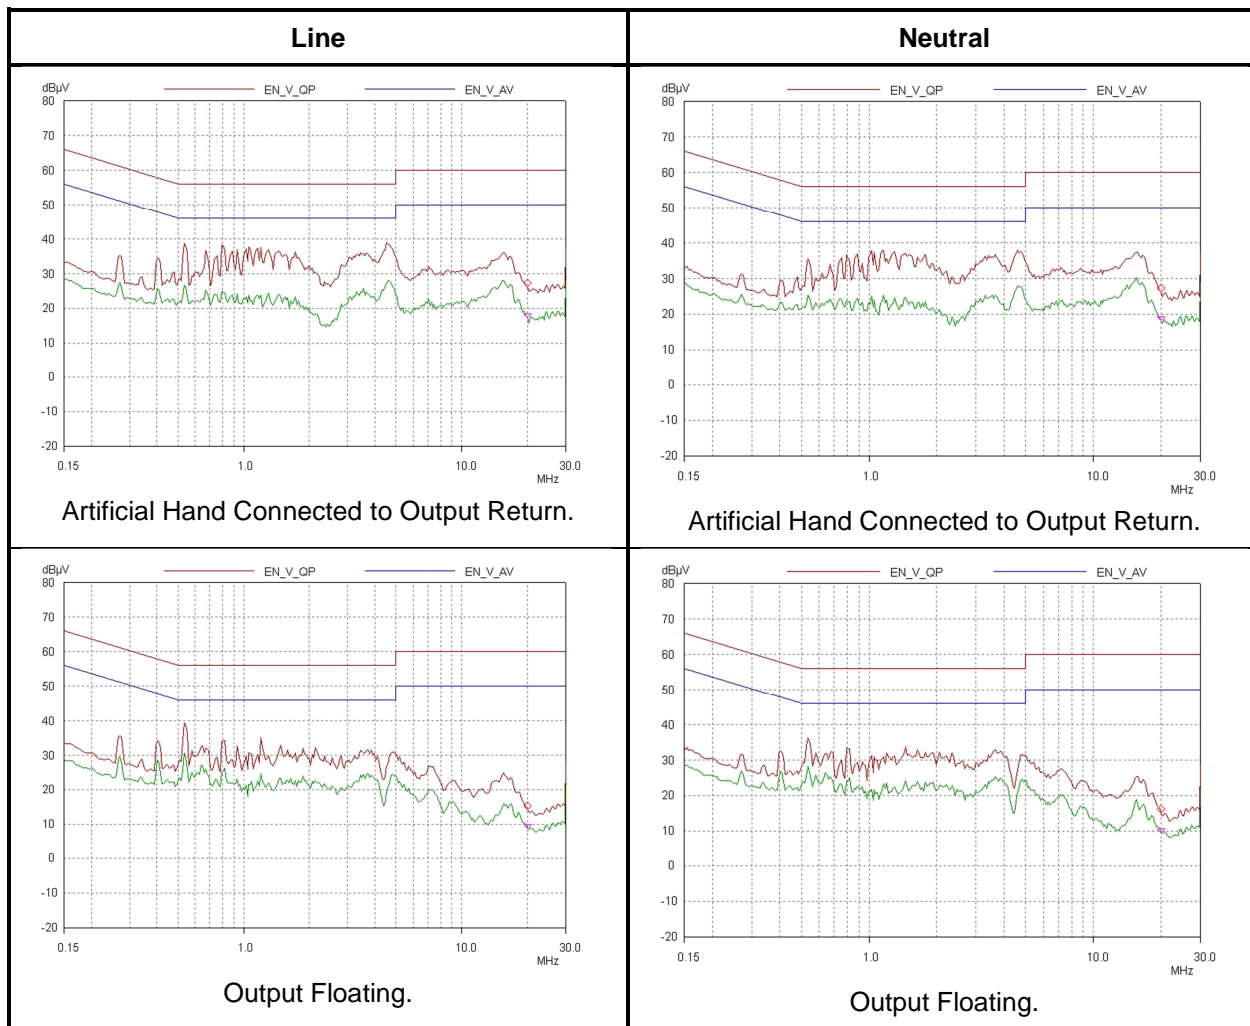 Line
Neutral
dBµV
EN_V_QP
EN_V_AV
80
70
60
50
40
30
20
10
0
-10
-20
0.15
1.0
10.0
30.0
MHz
Artificial Hand Connected to Output Return.
dBµV
EN_V_QP
EN_V_AV
80
70
60
50
40
30
20
10
0
-10
-20
0.15
1.0
10.0
30.0
MHz
Artificial Hand Connected to Output Return.
dBµV
EN_V_QP
EN_V_AV
80
70
60
50
40
30
20
10
0
-10
-20
0.15
1.0
10.0
30.0
MHz
Output Floating.
dBµV
EN_V_QP
EN_V_AV
80
70
60
50
40
30
20
10
0
-10
-20
0.15
1.0
10.0
30.0
MHz
Output Floating.